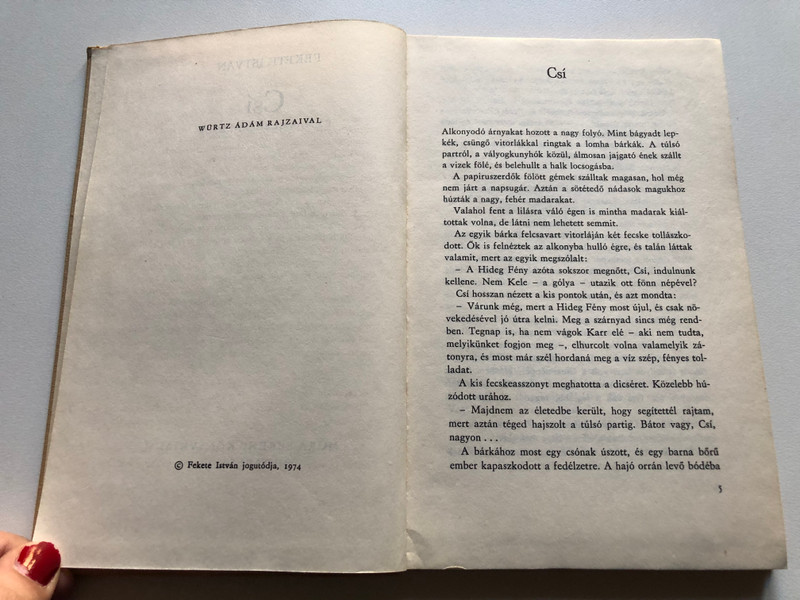 WÜRTZ ÁDÁM RAJZAIVAL
© Fekete István jogutódja, 1974
Csí
Alkonyodó árnyakat hozott a nagy folyó. Mint bágyadt lep-
kék, csüngő vitorlákkal ringtak a lomha bárkák. A túlsó
partról, a vályogkunyhók közül, álmosan jajgató ének szállt
a vizek fölé, és belehullt a halk locsogásba.
A papiruszerdők fölött gémek szálltak magasan, hol még
nem járt a napsugár. Aztán a sötétedő nádasok magukhoz
húzták a nagy, fehér madarakat.
Valahol fent a lilásra váló égen is mintha madarak kiál-
tottak volna, de látni nem lehetett semmit.
Az egyik bárka felcsavart vitorláján két fecske tollászko-
dott. Ők is felnéztek az alkonyba hulló égre, és talán láttak
valamit, mert az egyik megszólalt:
– A Hideg Fény azóta sokszor megnőtt, Csí, indulnunk
kellene. Nem Kele – a gólya – utazik ott fönn népével?
Csí hosszan nézett a kis pontok után, és azt mondta:
– Várunk még, mert a Hideg Fény most újul, és csak nö-
vekedésével jó útra kelni. Meg a szárnyad sincs még rend-
ben. Tegnap is, ha nem vágok Karr elé – aki nem tudta,
melyikünket fogjon meg –, elhurcolt volna valamelyik zá-
tonyra, és most már szél hordaná meg a víz szép, fényes tol-
ladat.
A kis fecskeasszonyt meghatotta a dicséret. Közelebb hú-
zódott urához.
– Majdnem az életedbe került, hogy segítettél rajtam,
mert aztán téged hajszolt a túlsó partig. Bátor vagy, Csí,
nagyon . . .
A bárkához most egy csónak úszott, és egy barna bőrű
ember kapaszkodott a fedélzetre. A hajó orrán levő bódéba
5